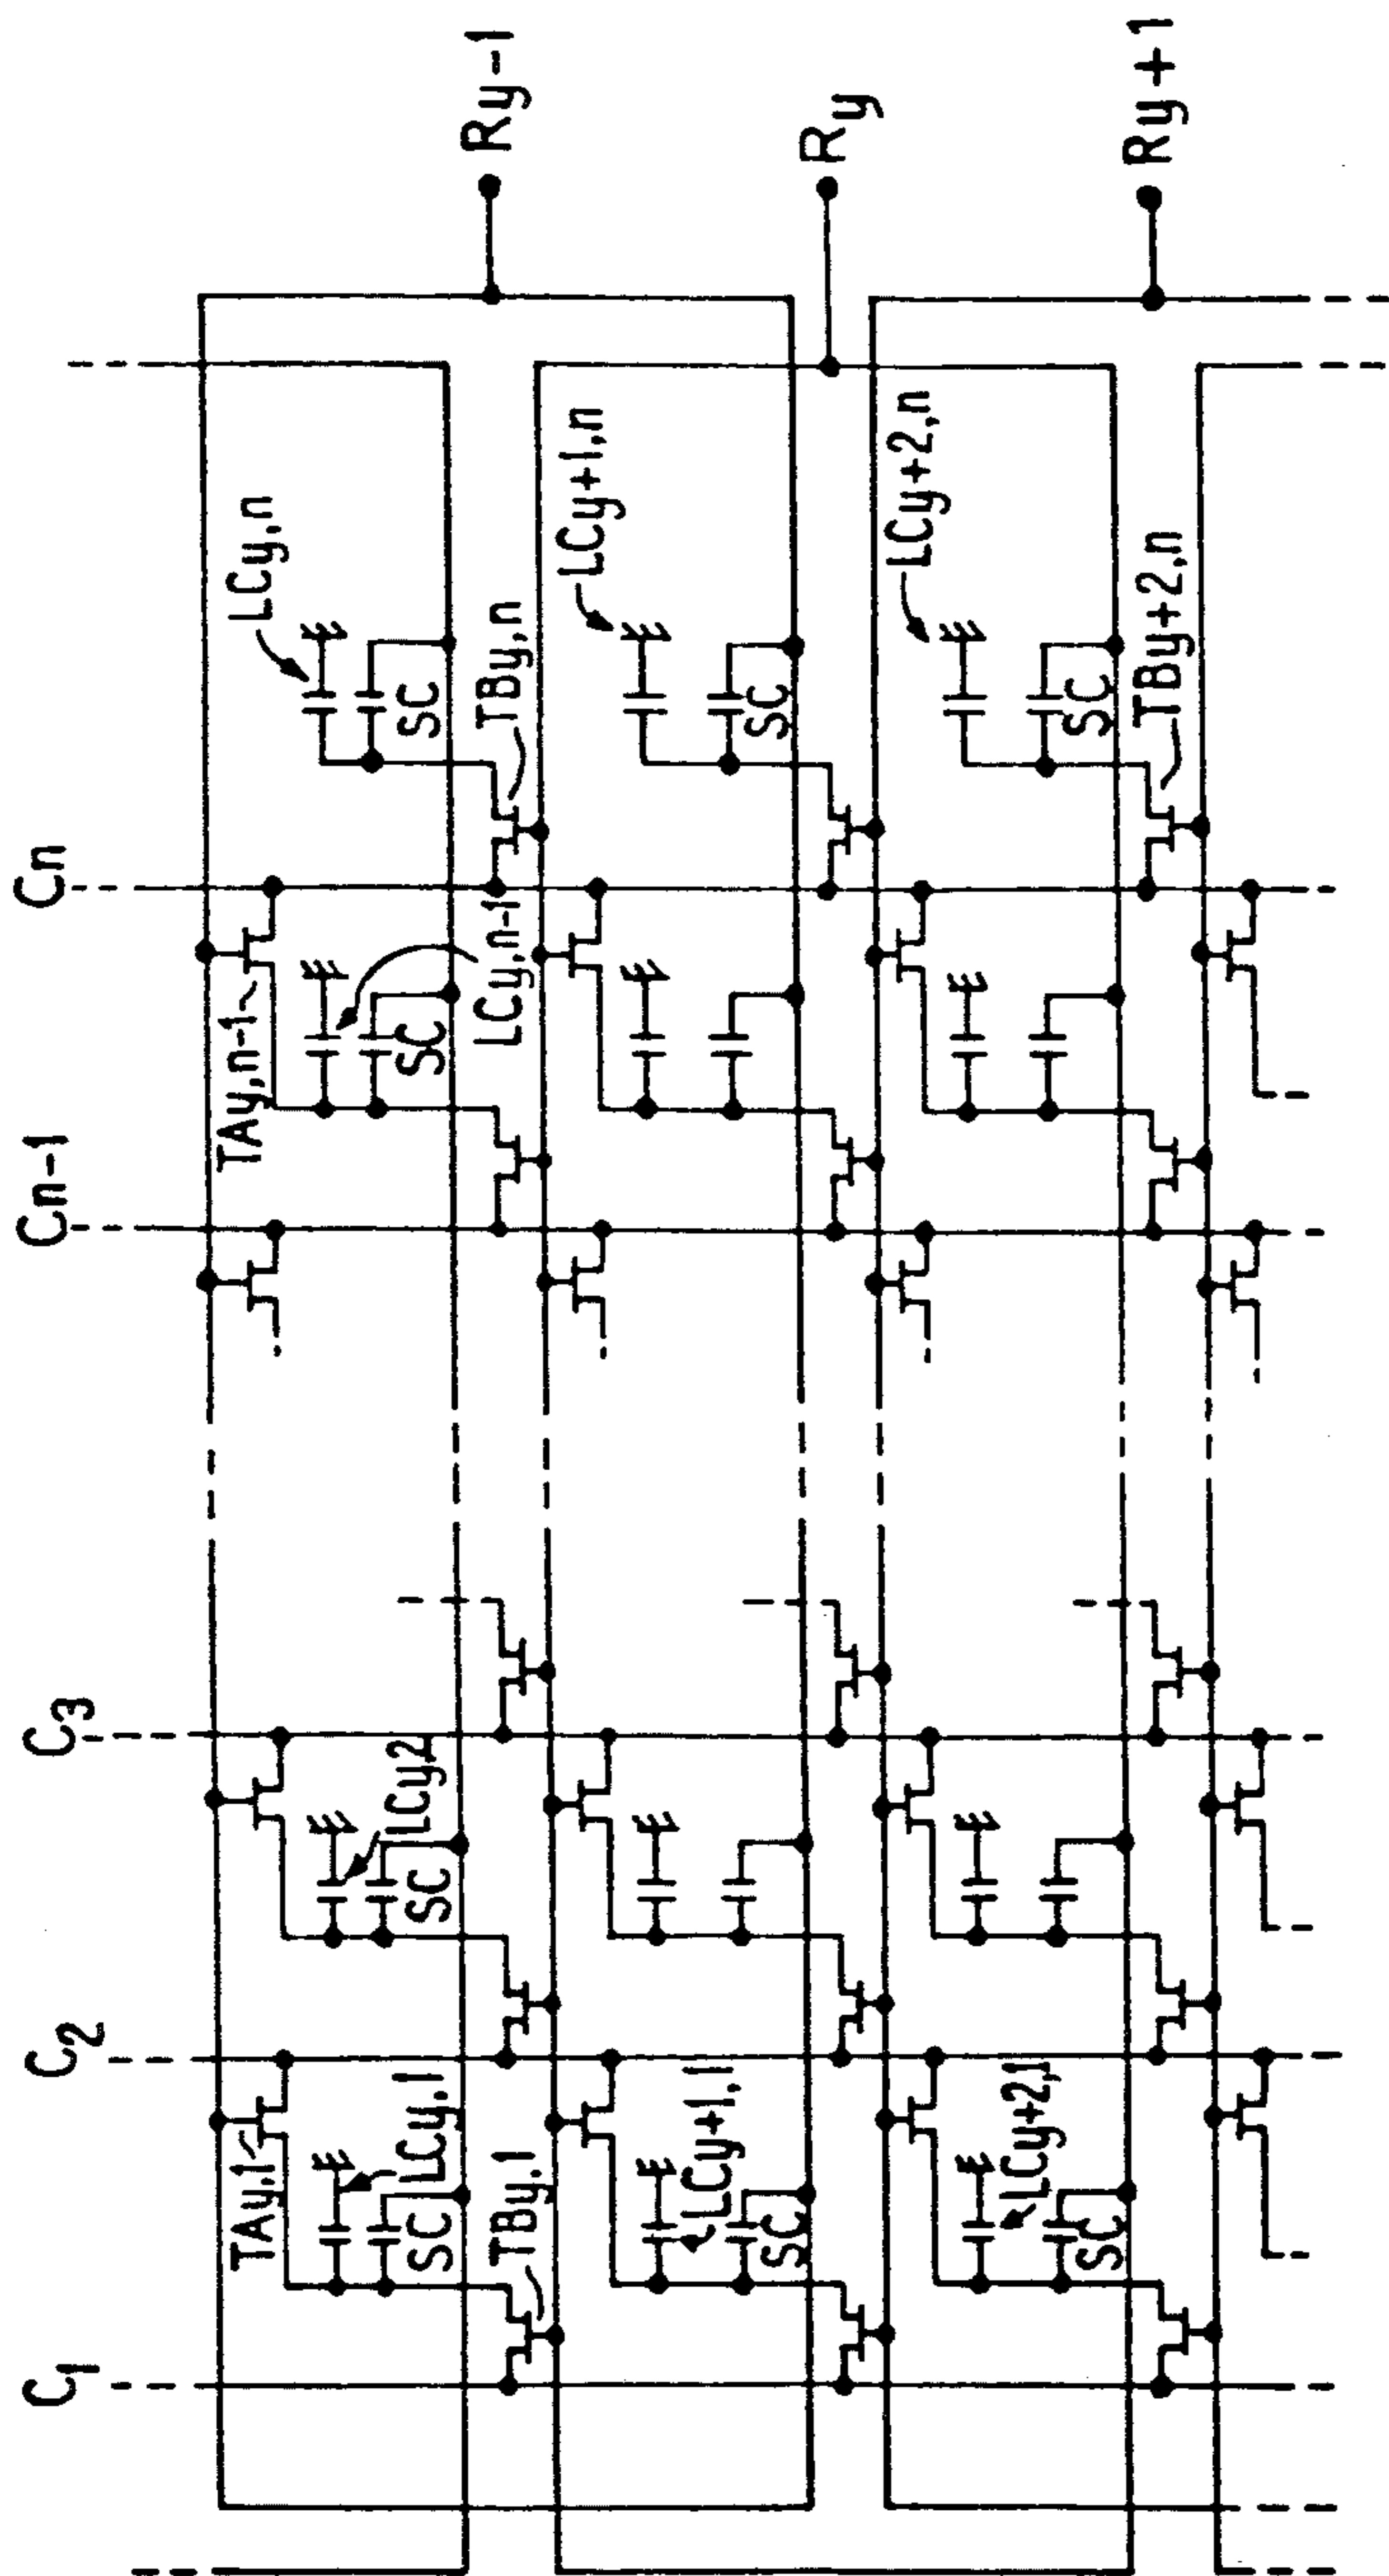 C1
C2
C3
Cn-1
Cn
TAy,1
LCy,1
SC
TBy,1
LCy2
SC
TAy,n-1
SC
LCy,n-1
LCy,n
SC
TBy,n
Ry-1
LCy+1,1
SC
LCy+1,n
SC
Ry
LCy+2,1
SC
LCy+2,n
SC
TBy+2,n
Ry+1